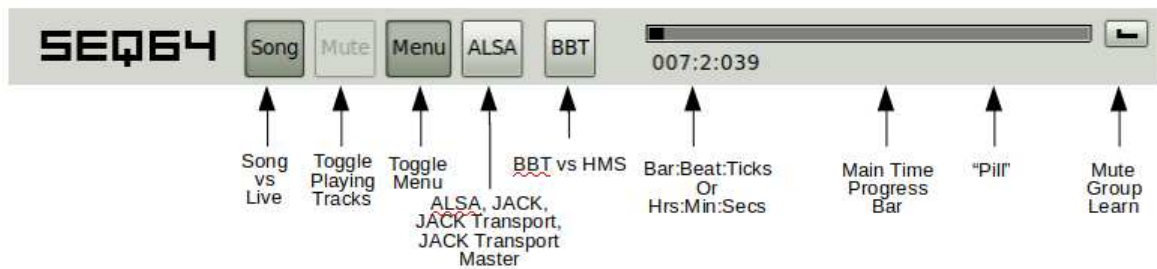 SEQ64 Song Mute Menu ALSA BBT
007:2:039
Song
vs
Live
Toggle
Playing
Tracks
Toggle
Menu
ALSA, JACK,
JACK Transport,
JACK Transport
Master
BBT vs HMS
Bar:Beat:Ticks
Or
Hrs:Min:Secs
Main Time
Progress
Bar
“Pill”
Mute
Group
Learn